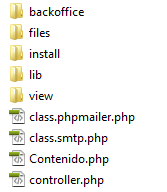 backoffice
files
install
lib
view
class.phpmailer.php
class.smtp.php
Contenido.php
controller.php